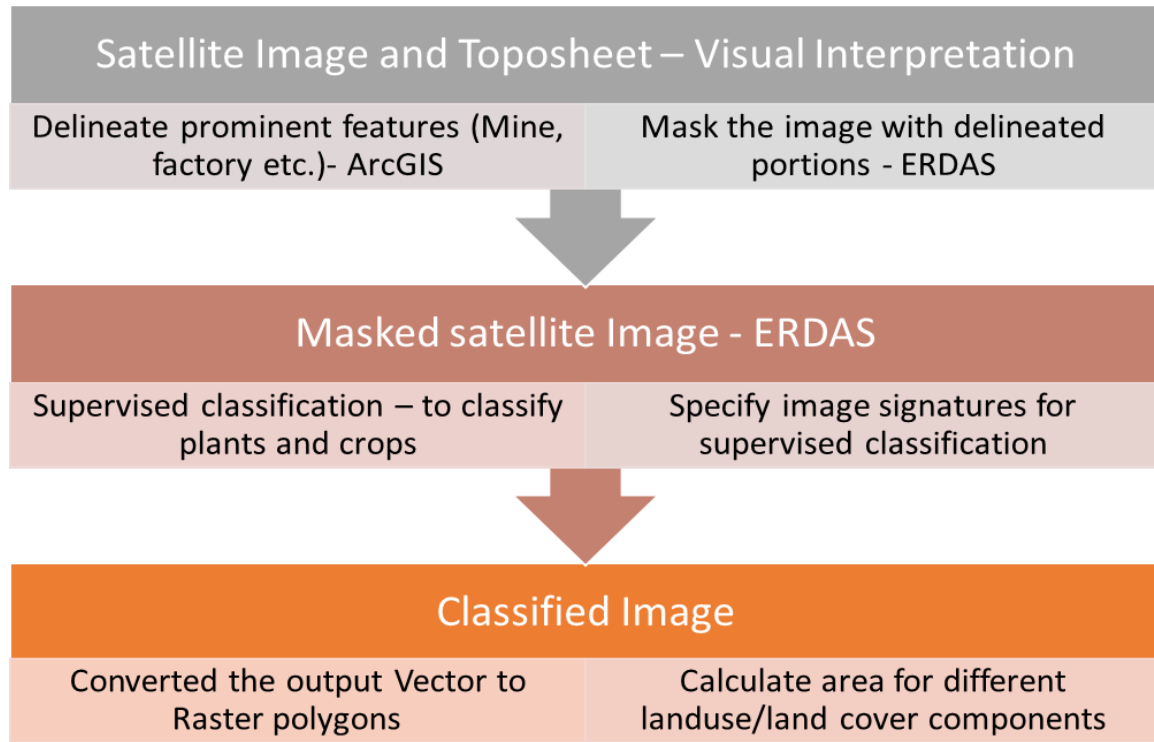 Satellite Image and Toposheet – Visual Interpretation
Delineate prominent features (Mine,
factory etc.)- ArcGIS
Mask the image with delineated
portions - ERDAS
Masked satellite Image - ERDAS
Supervised classification – to classify
plants and crops
Specify image signatures for
supervised classification
Classified Image
Converted the output Vector to
Raster polygons
Calculate area for different
landuse/land cover components